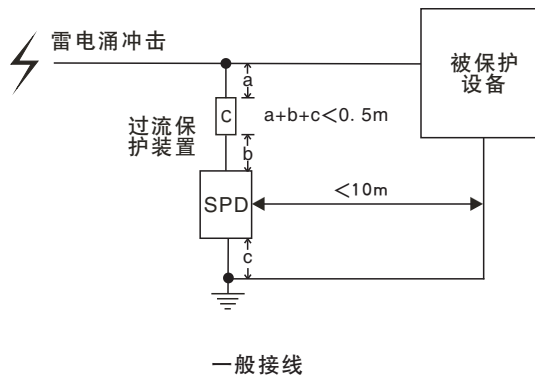 雷电涌冲击
被保护
设备
a
C
a+b+c<0.5m
过流保
护装置
b
SPD
<10m
c
一般接线